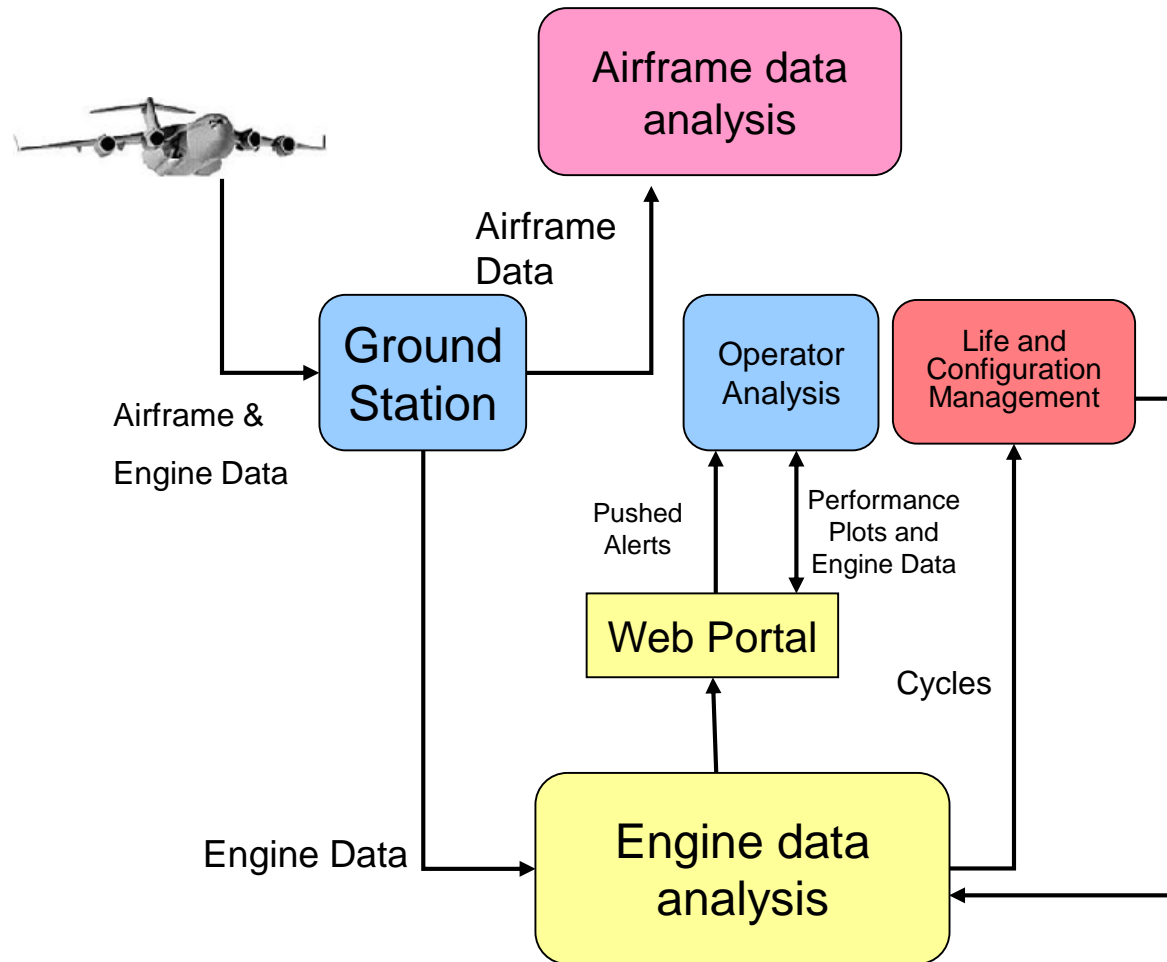 Airframe data
analysis
Airframe
Data
Ground
Station
Operator
Analysis
Life and
Configuration
Management
Airframe &
Engine Data
Pushed
Alerts
Performance
Plots and
Engine Data
Web Portal
Cycles
Engine Data
Engine data
analysis